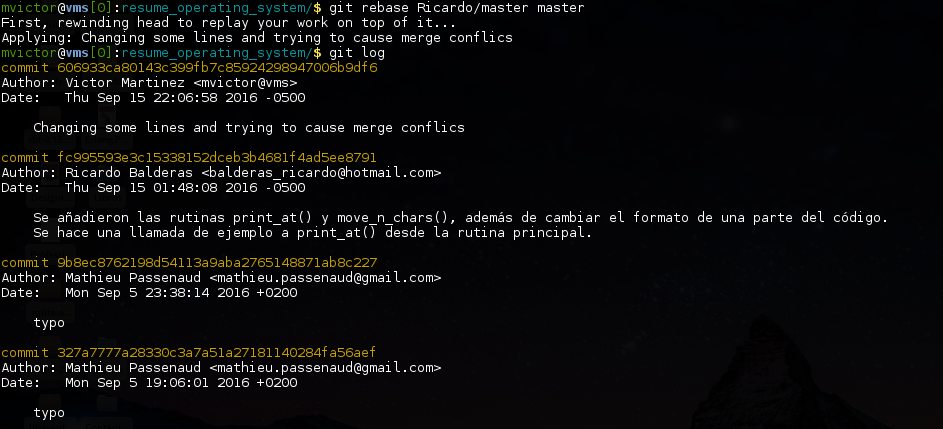 mvictor@vms[0]:resume_operating_system/$ git rebase Ricardo/master master
First, rewinding head to replay your work on top of it...
Applying: Changing some lines and trying to cause merge conflics
mvictor@vms[0]:resume_operating_system/$ git log
commit 606933ca80143c399fb7c85924298947006b9df6
Author: Victor Martinez <mvictor@vms>
Date:   Thu Sep 15 22:06:58 2016 -0500
Changing some lines and trying to cause merge conflics
commit fc995593e3c15338152dceb3b4681f4ad5ee8791
Author: Ricardo Balderas <balderas_ricardo@hotmail.com>
Date:   Thu Sep 15 01:48:08 2016 -0500
Se añadieron las rutinas print_at() y move_n_chars(), además de cambiar el formato de una parte del código.
Se hace una llamada de ejemplo a print_at() desde la rutina principal.
commit 9b8ec8762198d54113a9aba2765148871ab8c227
Author: Mathieu Passenaud <mathieu.passenaud@gmail.com>
Date:   Mon Sep 5 23:38:14 2016 +0200
typo
commit 327a7777a28330c3a7a51a27181140284fa56aef
Author: Mathieu Passenaud <mathieu.passenaud@gmail.com>
Date:   Mon Sep 5 19:06:01 2016 +0200
typo